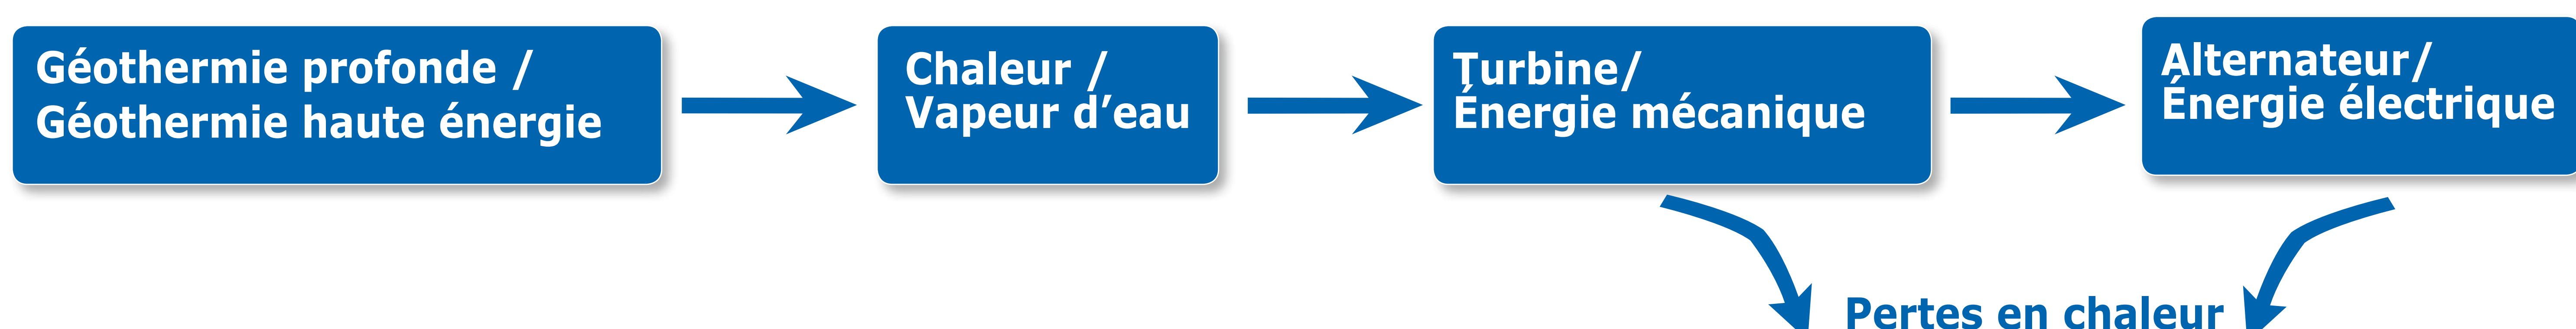 Géothermie profonde /
Géothermie haute énergie
Chaleur /
Vapeur d’eau
Turbine/
Énergie mécanique
Alternateur/
Énergie électrique
Pertes en chaleur